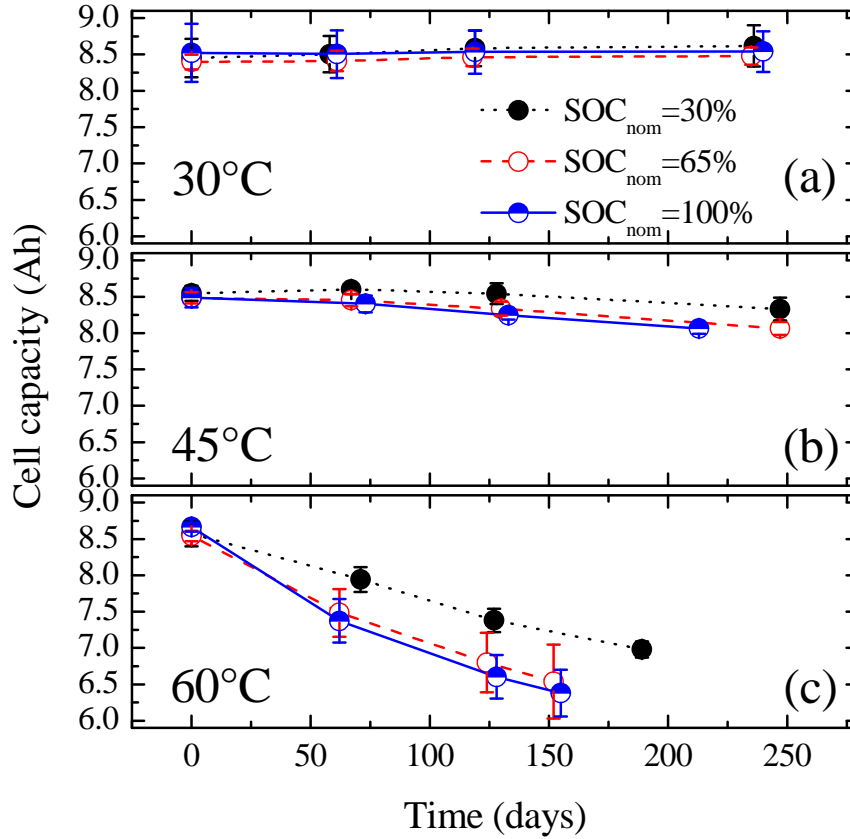 9.0
8.5
8.0
7.5
7.0
6.5
6.0
SOCnom=30%
SOCnom=65%
SOCnom=100%
30°C
(a)
9.0
8.5
8.0
7.5
7.0
6.5
6.0
45°C
(b)
Cell capacity (Ah)
9.0
8.5
8.0
7.5
7.0
6.5
6.0
60°C
(c)
0 50 100 150 200 250
Time (days)